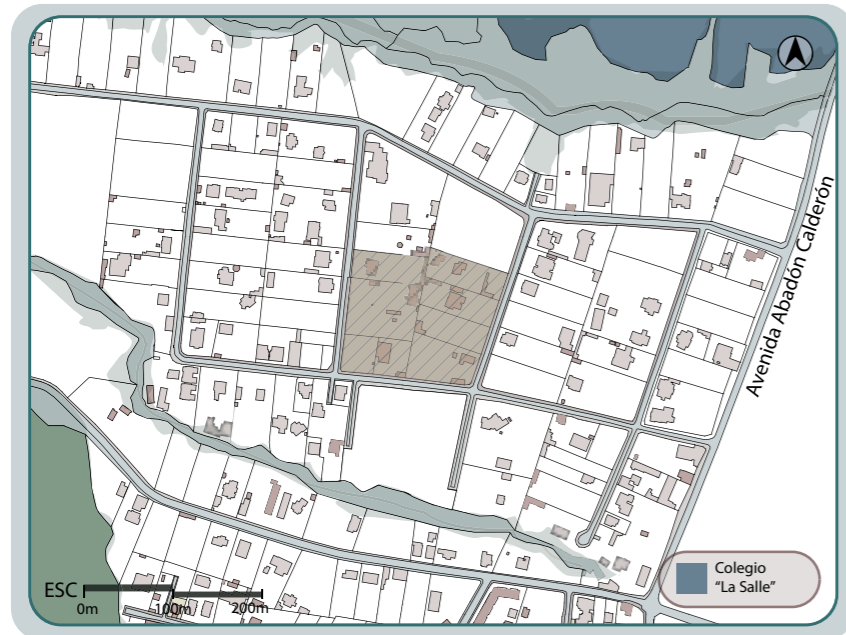 Avenida Abadón Calderón
Colegio
“La Salle”
ESC
0m 100m 200m